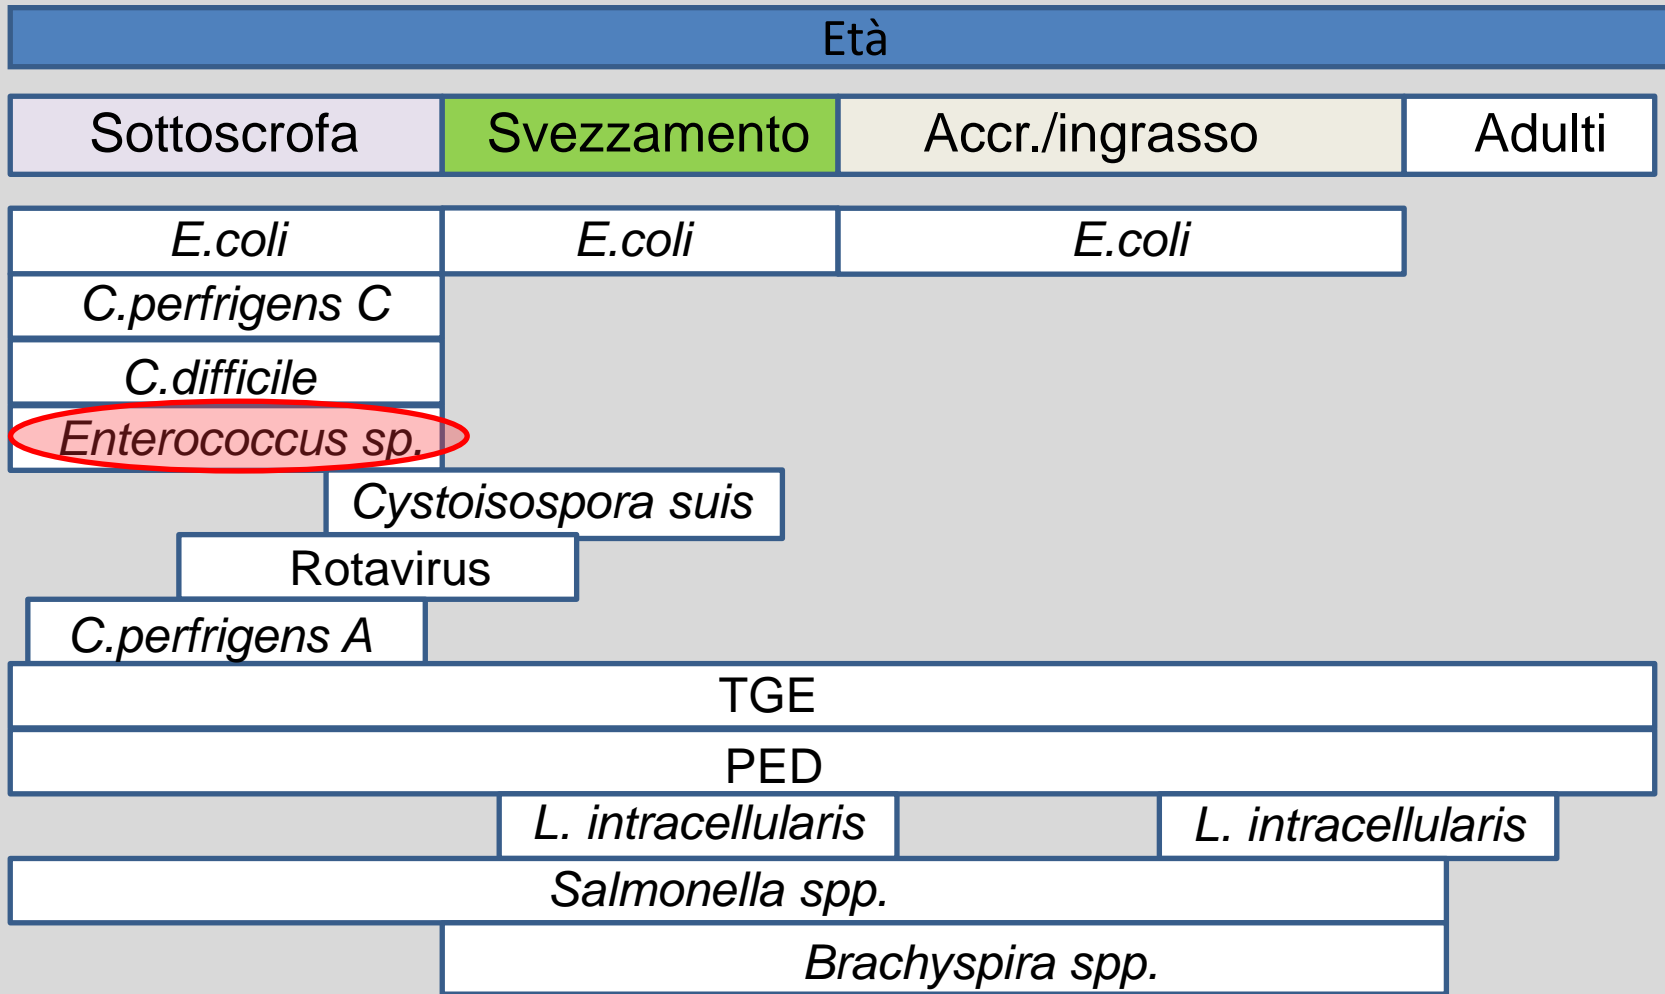 Età
Sottoscrofa Svezzamento Accr./ingrasso Adulti
E.coli E.coli E.coli
C.perfrigens C
C.difficile
Enterococcus sp.
Cystoisospora suis
Rotavirus
C.perfrigens A
TGE
PED
L. intracellularis L. intracellularis
Salmonella spp.
Brachyspira spp.